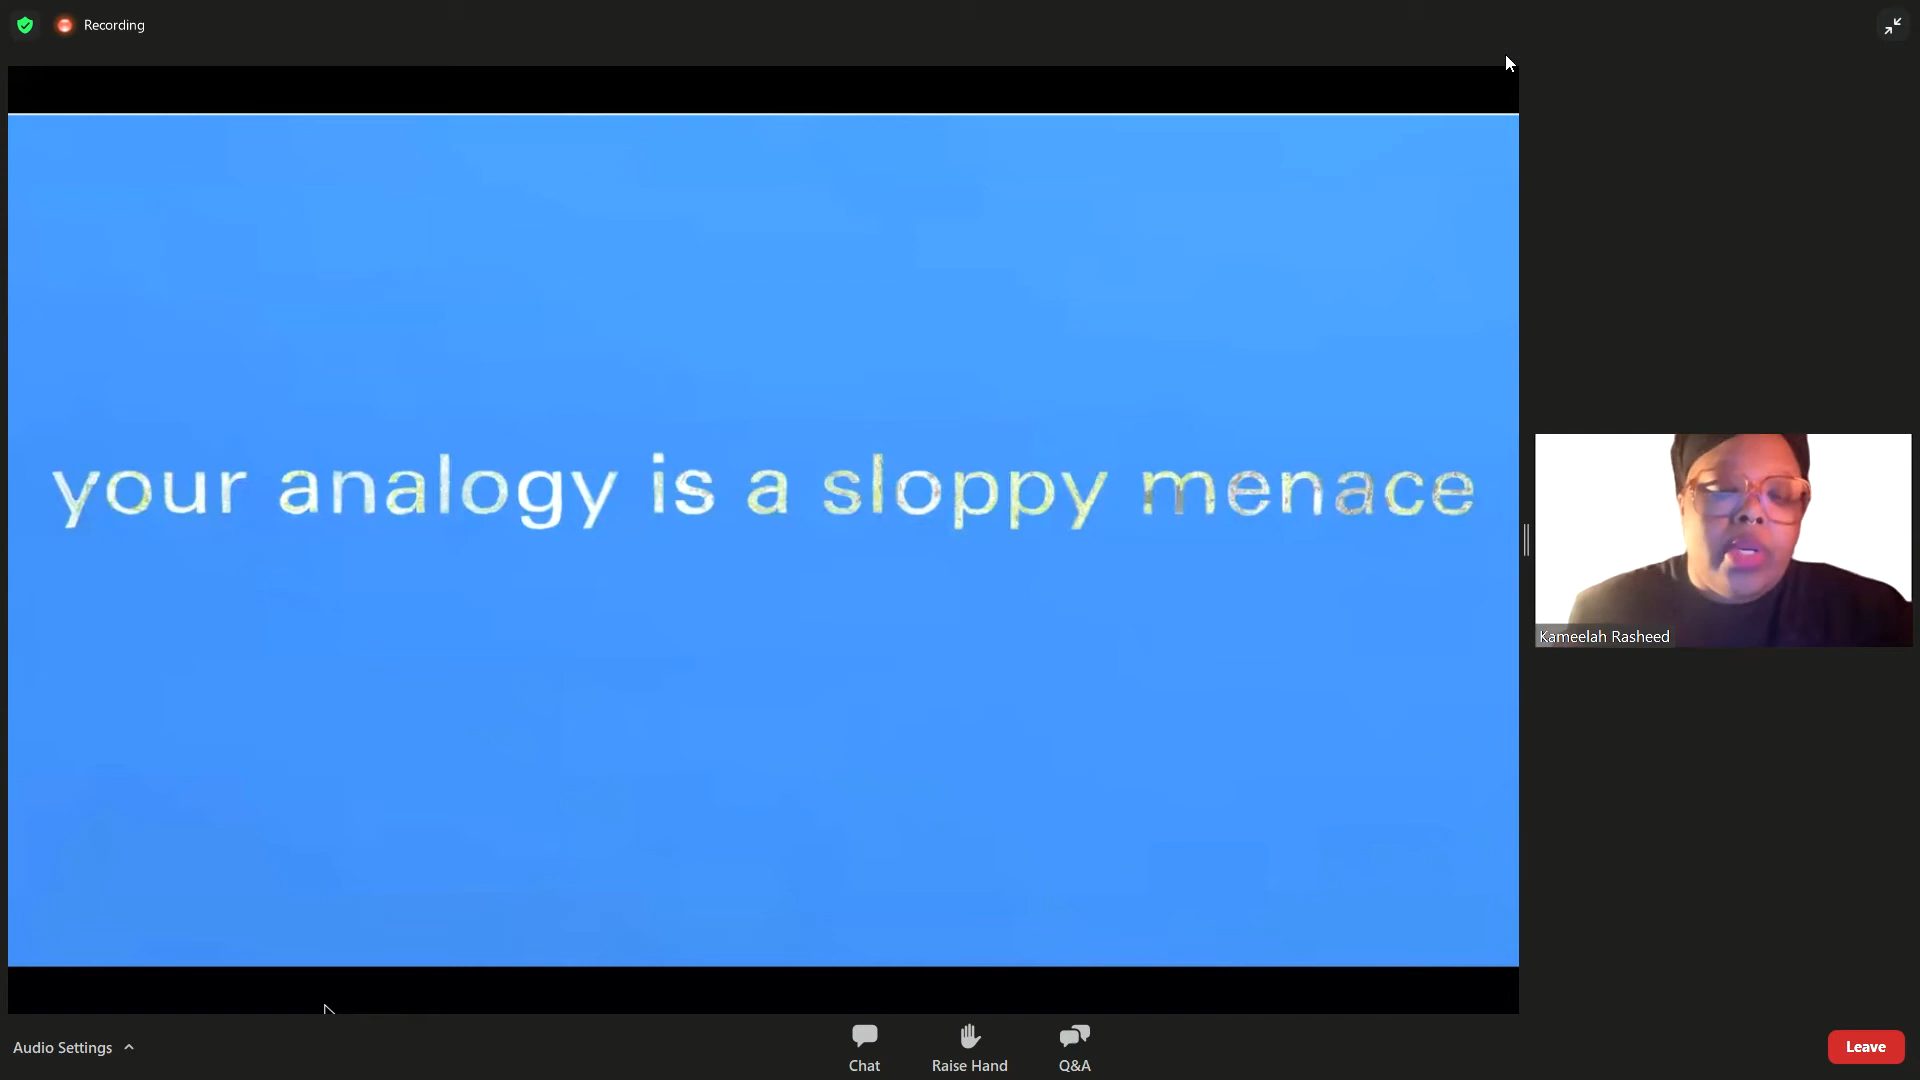 Recording
your analogy is a sloppy menace
Kameelah Rasheed
Audio Settings
Chat
Raise Hand
Q&A
Leave